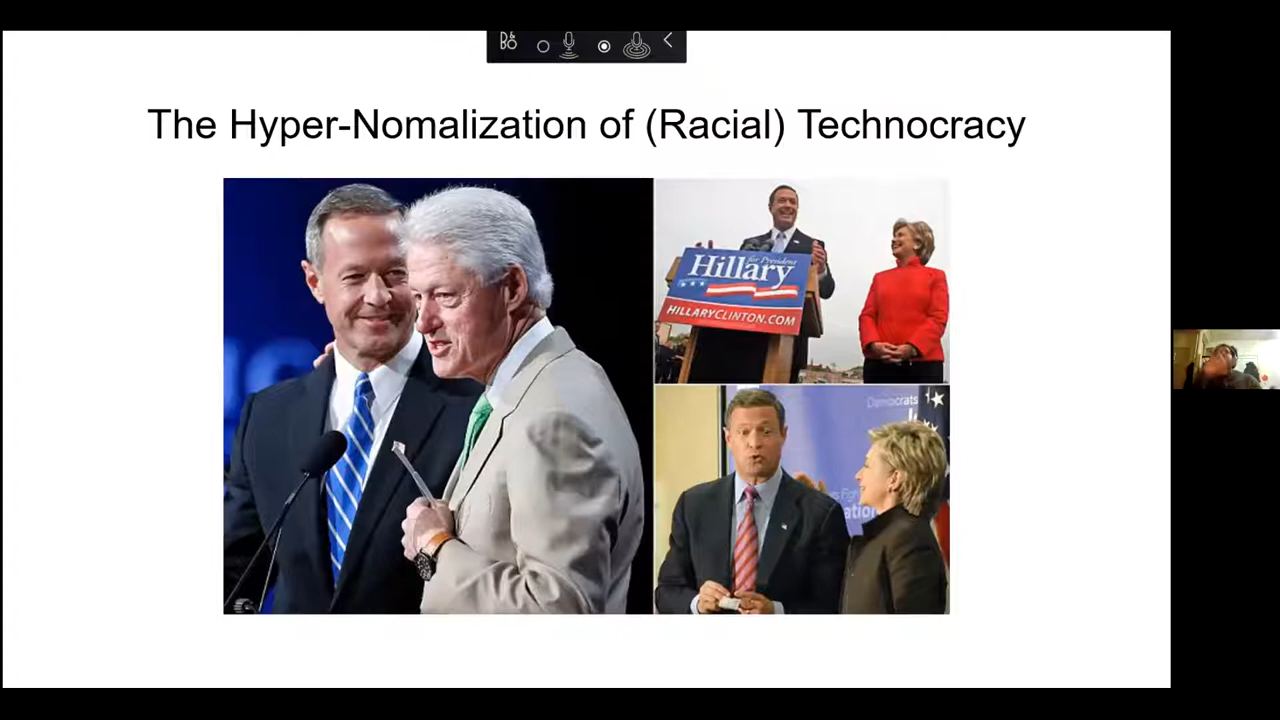 The Hyper-Nomalization of (Racial) Technocracy
Hillary
for President
HILLARYCLINTON.COM
Democrats